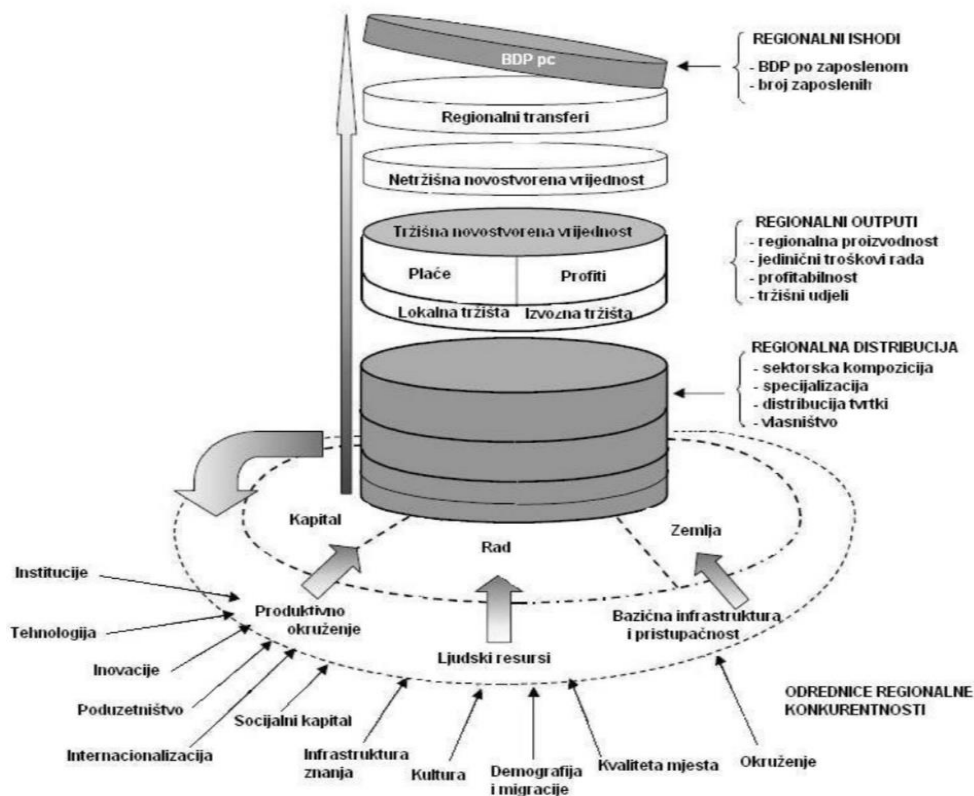 REGIONALNI ISHODI
- BDP po zaposlenom
- broj zaposlenih
BDP pc
Regionalni transferi
Netržišna novostvorena vrijednost
Tržišna novostvorena vrijednost
Plaće
Profiti
Lokalna tržišta
Izvozna tržišta
REGIONALNI OUTPUTI
- regionalna proizvodnost
- jedinični troškovi rada
- profitabilnost
- tržišni udjeli
REGIONALNA DISTRIBUCIJA
- sektorska kompozicija
- specijalizacija
- distribucija tvrtki
- vlasništvo
Kapital
Rad
Zemlja
Produktivno
okruženje
Ljudski resursi
Bazična infrastruktura
i pristupačnost
Institucije
Tehnologija
Inovacije
Poduzetništvo
Internacionalizacija
Socijalni kapital
Infrastruktura
znanja
Kultura
Demografija
i migracije
Kvaliteta mjesta
Okruženje
ODREDNICE REGIONALNE
KONKURENTNOSTI